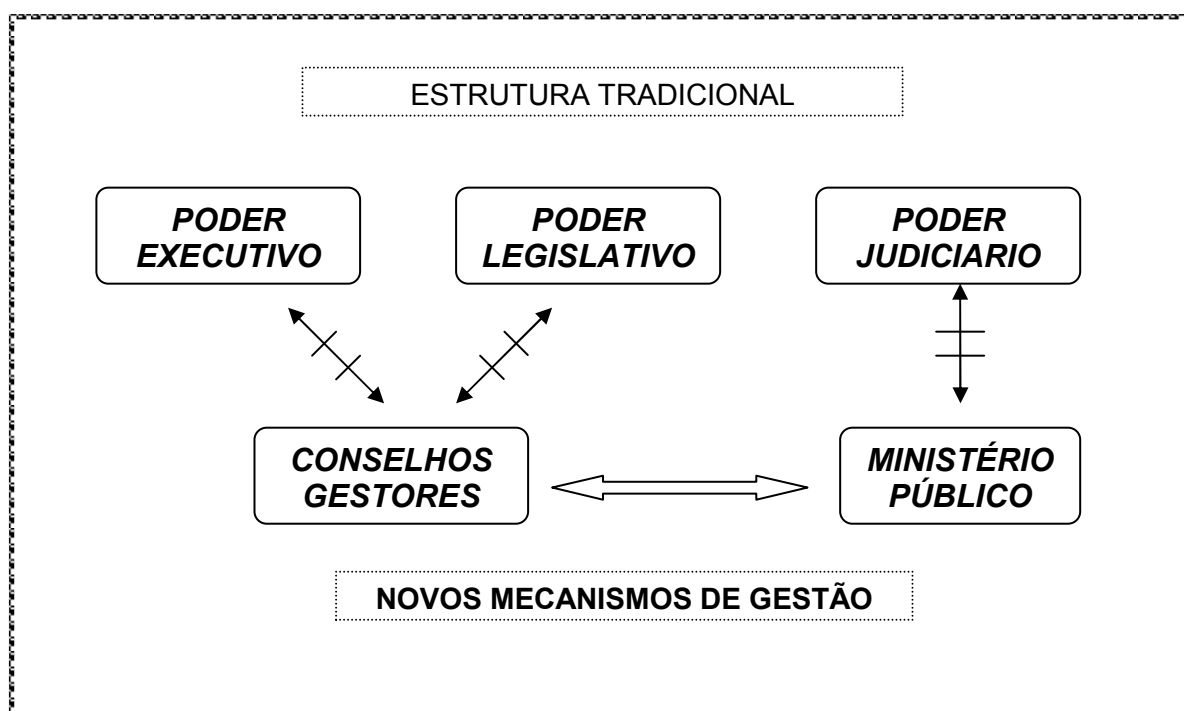 ESTRUTURA TRADICIONAL
PODER
EXECUTIVO
PODER
LEGISLATIVO
PODER
JUDICIARIO
CONSELHOS
GESTORES
MINISTÉRIO
PÚBLICO
NOVOS MECANISMOS DE GESTÃO